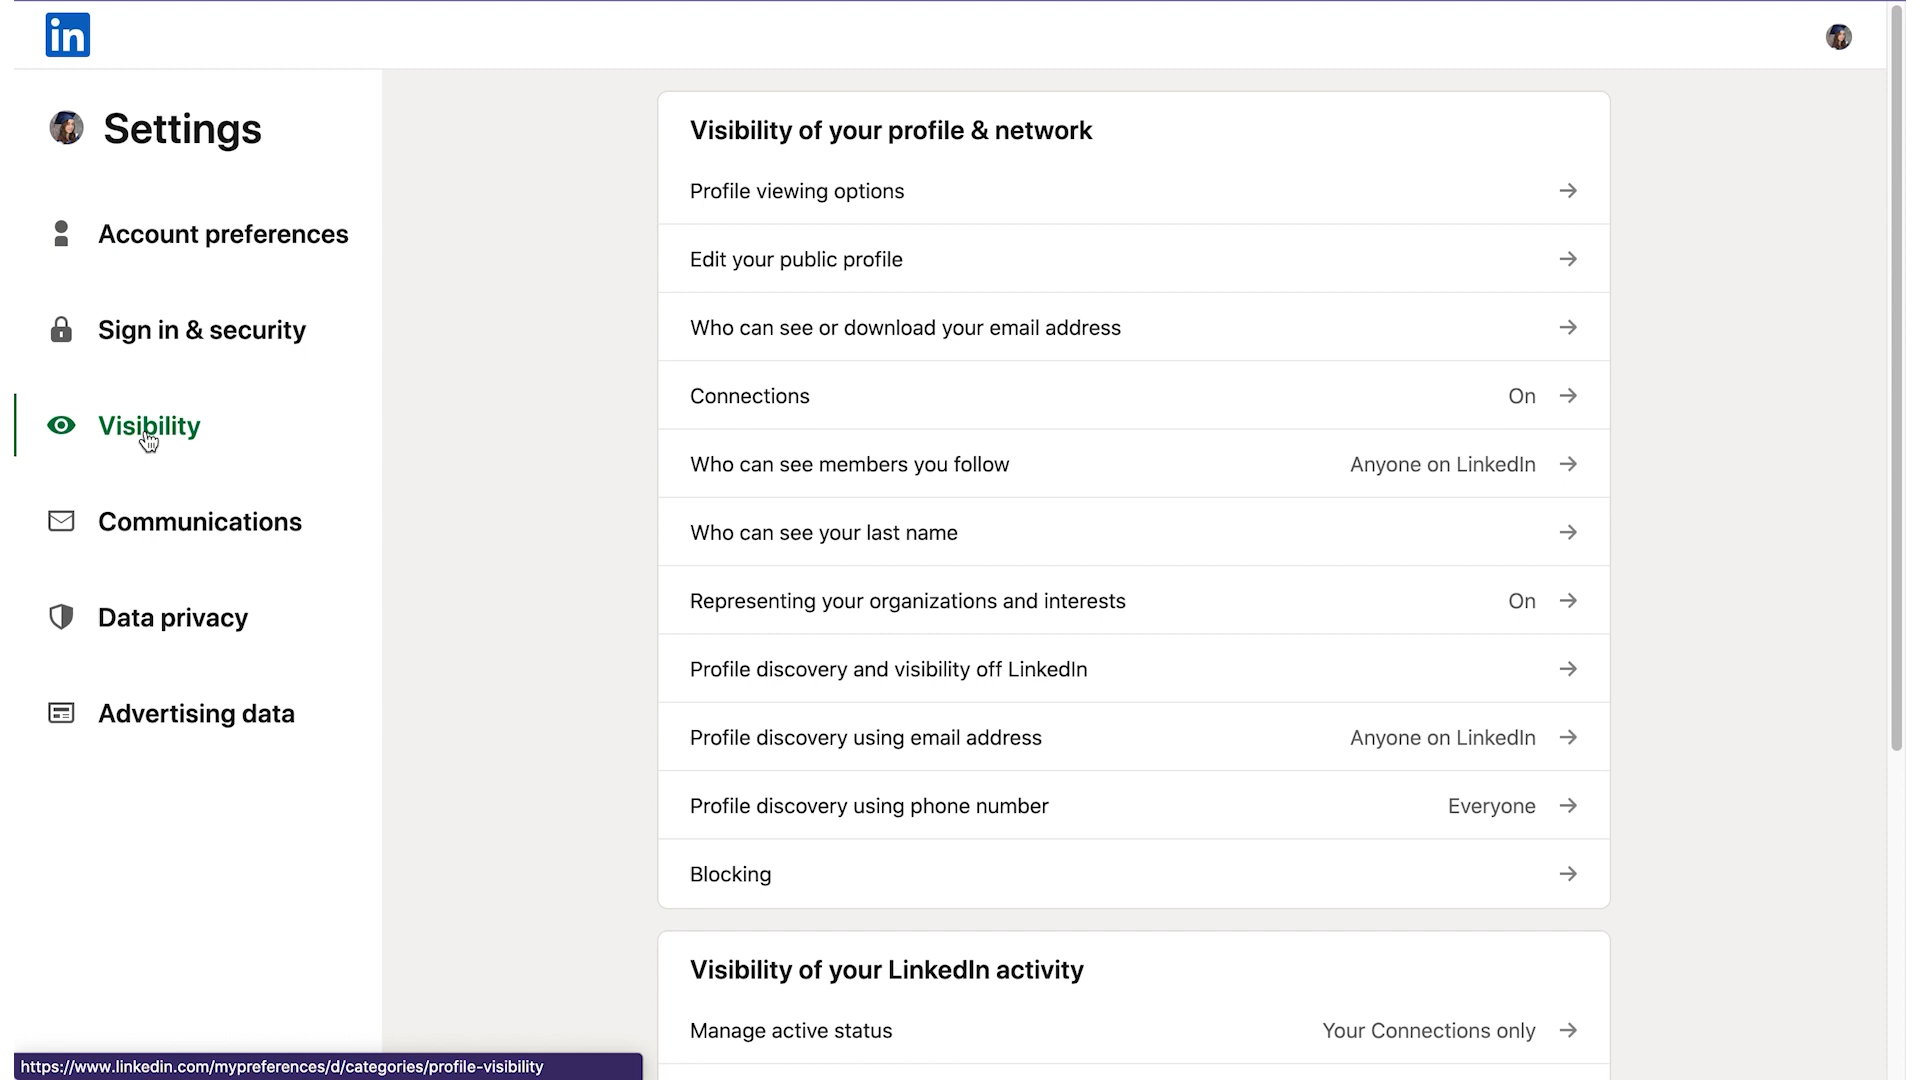 in
Settings
Account preferences
Sign in & security
Visibility
Communications
Data privacy
Advertising data
Visibility of your profile & network
Profile viewing options
Edit your public profile
Who can see or download your email address
Connections On
Who can see members you follow Anyone on LinkedIn
Who can see your last name
Representing your organizations and interests On
Profile discovery and visibility off LinkedIn
Profile discovery using email address Anyone on LinkedIn
Profile discovery using phone number Everyone
Blocking
Visibility of your LinkedIn activity
Manage active status Your Connections only
https://www.linkedin.com/mypreferences/d/categories/profile-visibility